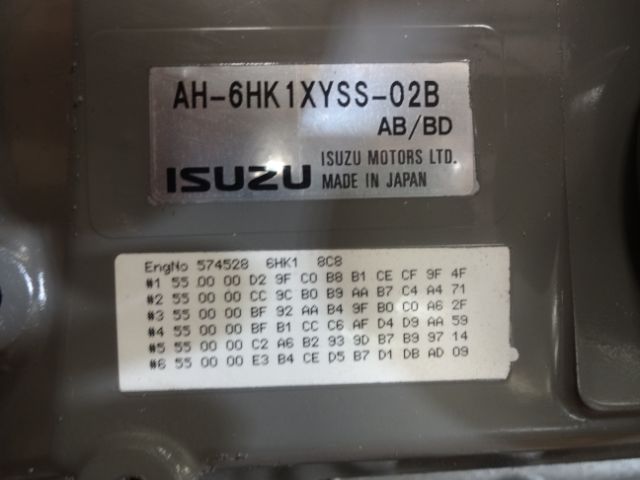 AH-6HK1XYSS-02B
AB/BD
ISUZU ISUZU MOTORS LTD.
MADE IN JAPAN
EngNo 574528 6HK1 8C8
#1 55 00 00 D2 9F C0 B8 B1 CE CF 9F 4F
#2 55 00 00 CC 9C B0 B9 AA B7 C4 A4 71
#3 55 00 00 BF 92 AA B4 9F B0 C0 A6 2F
#4 55 00 00 BF B1 CC C6 AF D4 D9 AA 59
#5 55 00 00 C2 A6 B2 93 9D B7 B9 97 14
#6 55 00 00 E3 B4 CE D5 B7 D1 DB AD 09